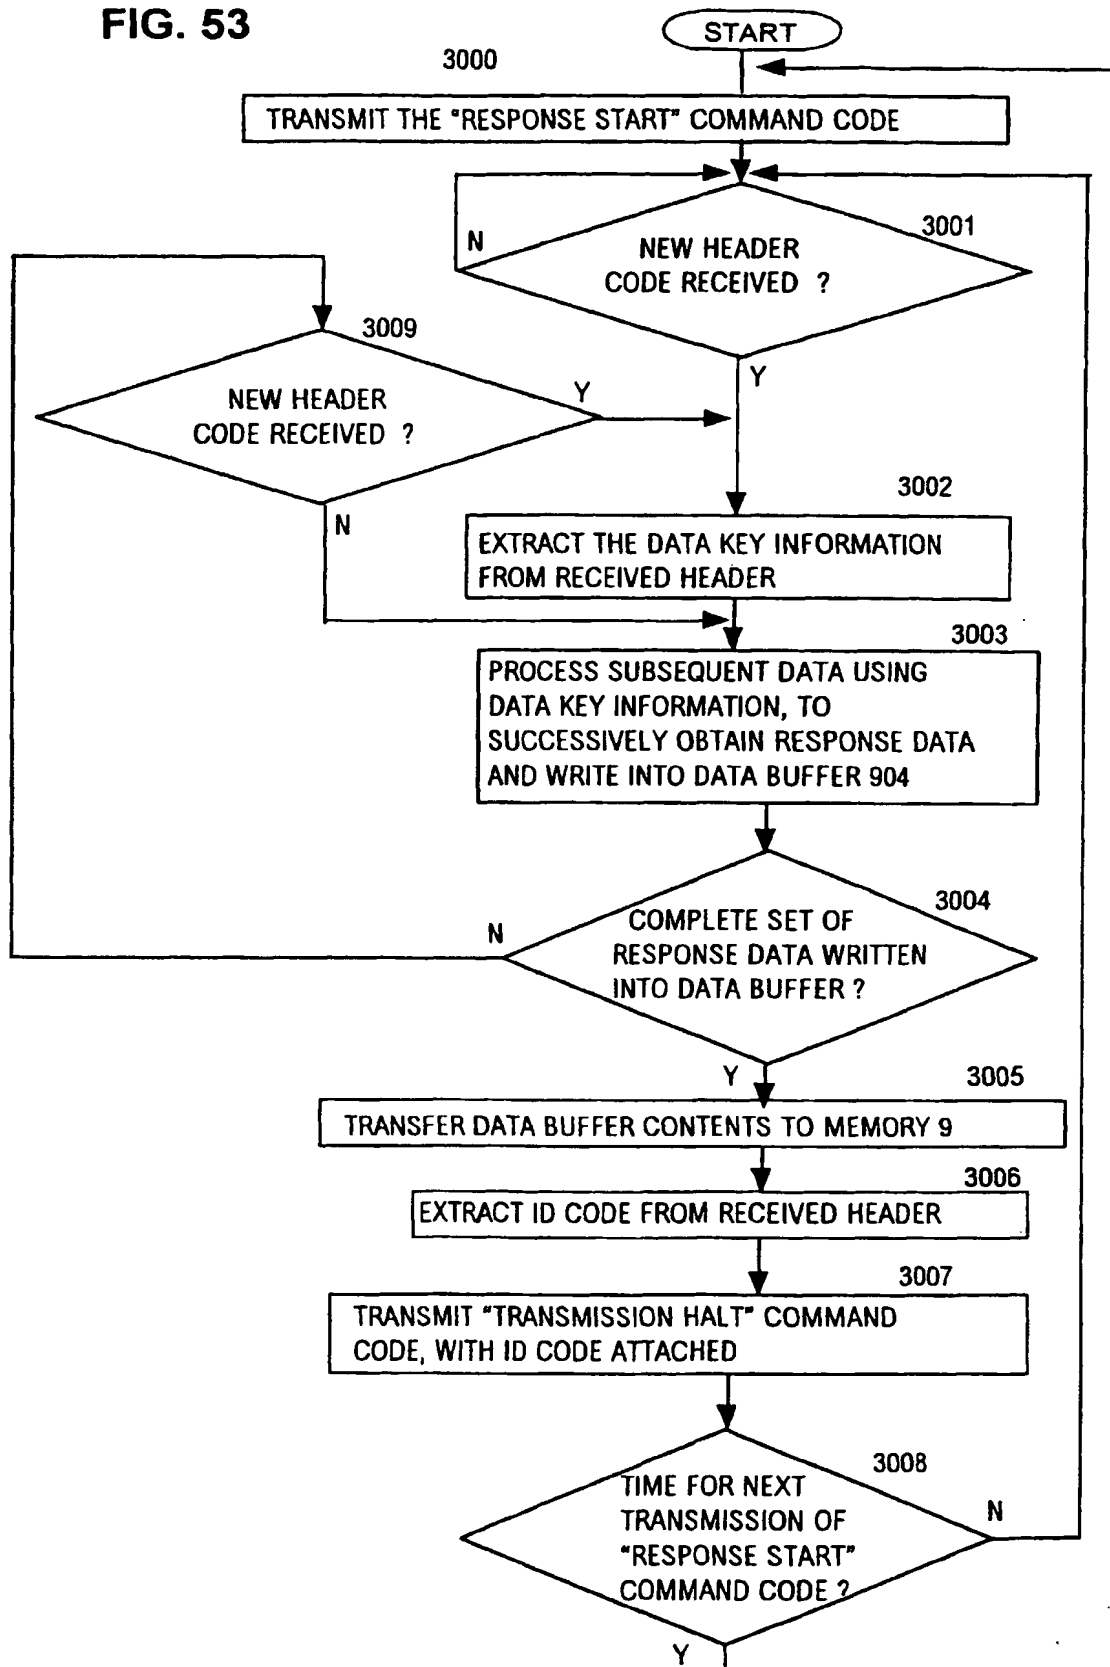 FIG. 53
START
3000
TRANSMIT THE "RESPONSE START" COMMAND CODE
3001
N
NEW HEADER
CODE RECEIVED ?
Y
3009
NEW HEADER
CODE RECEIVED ?
Y
N
3002
EXTRACT THE DATA KEY INFORMATION
FROM RECEIVED HEADER
3003
PROCESS SUBSEQUENT DATA USING
DATA KEY INFORMATION, TO
SUCCESSIVELY OBTAIN RESPONSE DATA
AND WRITE INTO DATA BUFFER 904
3004
N
COMPLETE SET OF
RESPONSE DATA WRITTEN
INTO DATA BUFFER ?
Y
3005
TRANSFER DATA BUFFER CONTENTS TO MEMORY 9
3006
EXTRACT ID CODE FROM RECEIVED HEADER
3007
TRANSMIT "TRANSMISSION HALT" COMMAND
CODE, WITH ID CODE ATTACHED
3008
TIME FOR NEXT
TRANSMISSION OF
"RESPONSE START"
COMMAND CODE ?
N
Y